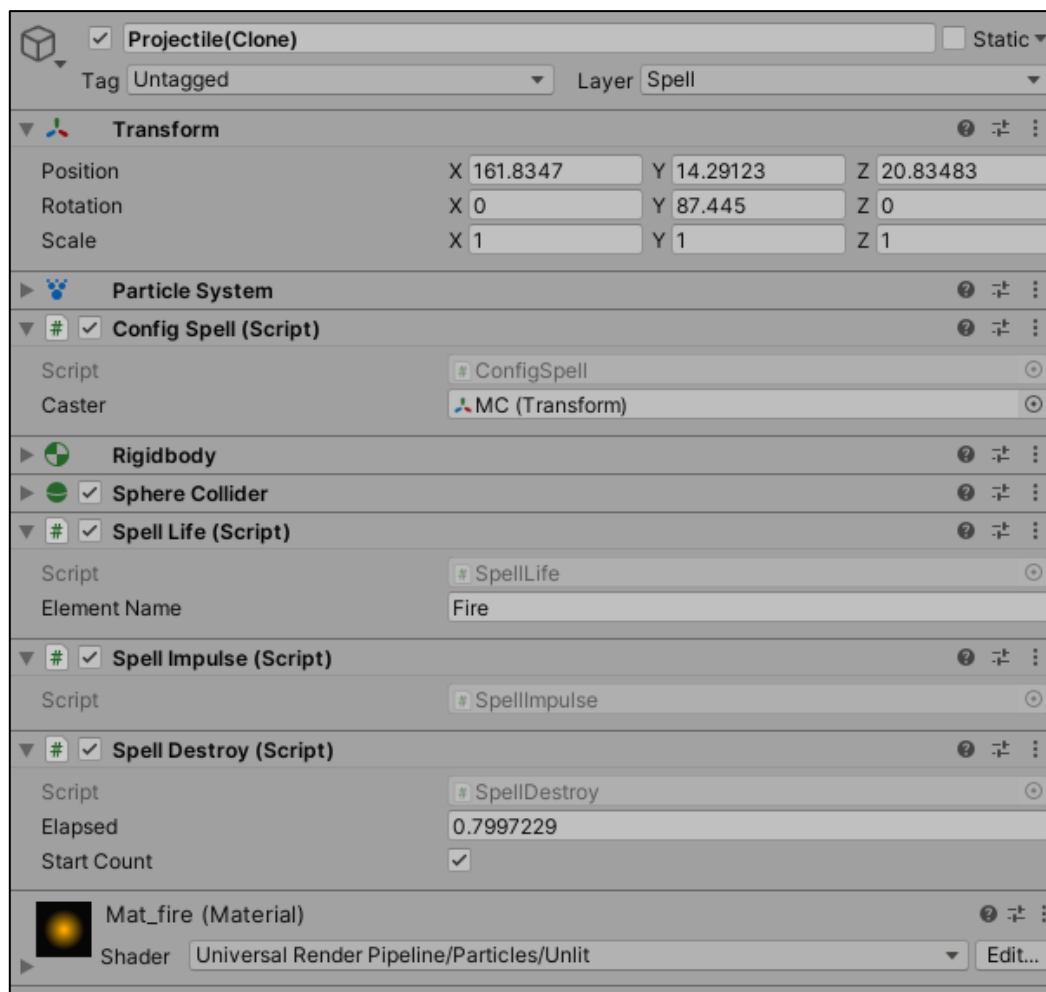 Projectile(Clone) Static
Tag Untagged Layer Spell
Transform
Position X 161.8347 Y 14.29123 Z 20.83483
Rotation X 0 Y 87.445 Z 0
Scale X 1 Y 1 Z 1
Particle System
# Config Spell (Script)
Script # ConfigSpell
Caster MC (Transform)
Rigidbody
Sphere Collider
# Spell Life (Script)
Script # SpellLife
Element Name Fire
# Spell Impulse (Script)
Script # SpellImpulse
# Spell Destroy (Script)
Script # SpellDestroy
Elapsed 0.7997229
Start Count
Mat_fire (Material)
Shader Universal Render Pipeline/Particles/Unlit Edit...